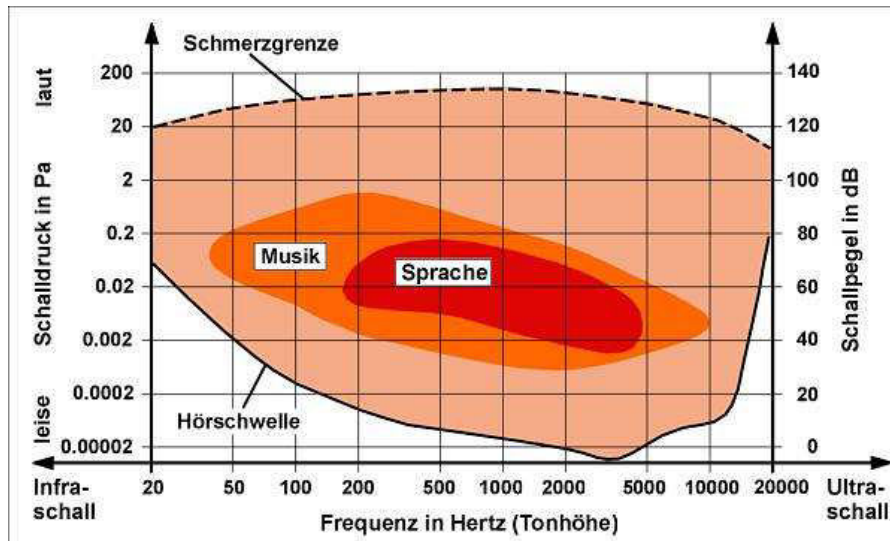 Schmerzgrenze
laut
Schalldruck in Pa
leise
200
20
2
0.2
0.02
0.002
0.0002
0.00002
140
120
100
80
60
40
20
0
Schallpegel in dB
Musik
Sprache
Hörschwelle
Infra-
schall
20 50 100 200 500 1000 2000 5000 10000 20000
Ultra-
schall
Frequenz in Hertz (Tonhöhe)